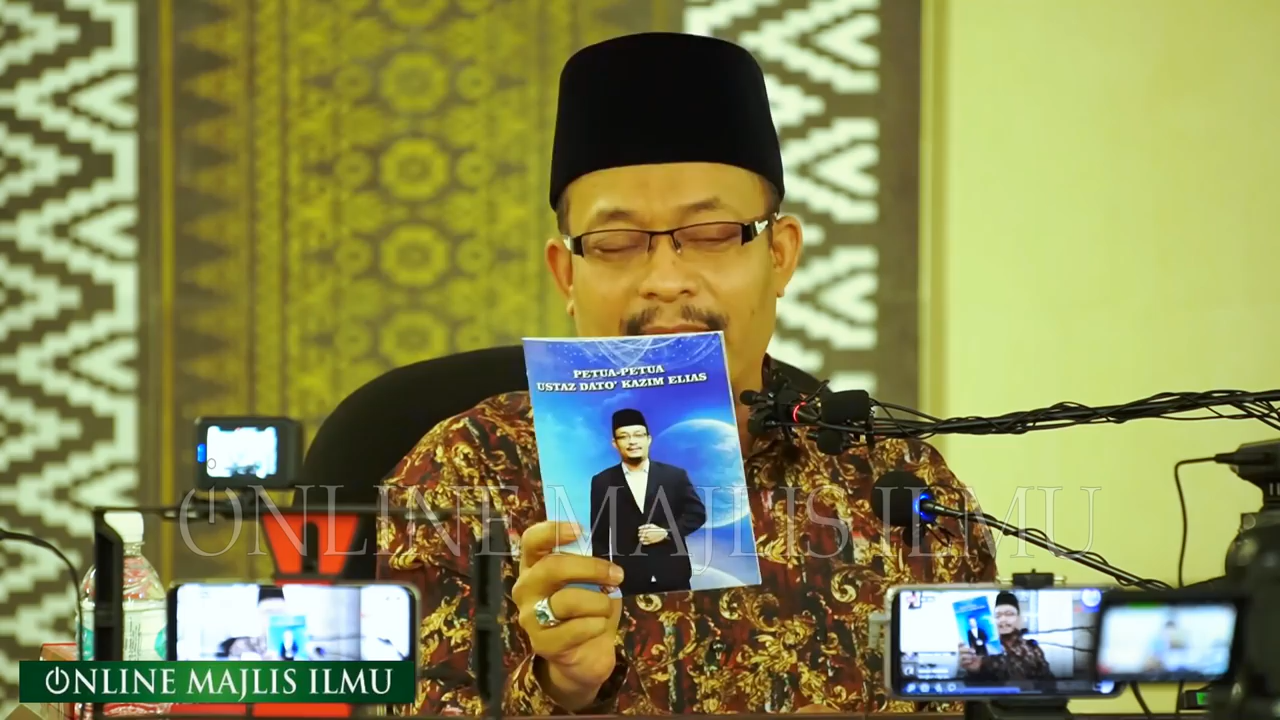 PETUA-PETUA
USTAZ DATO' KAZIM ELIAS
ONLINE MAJLIS ILMU
ONLINE MAJLIS ILMU